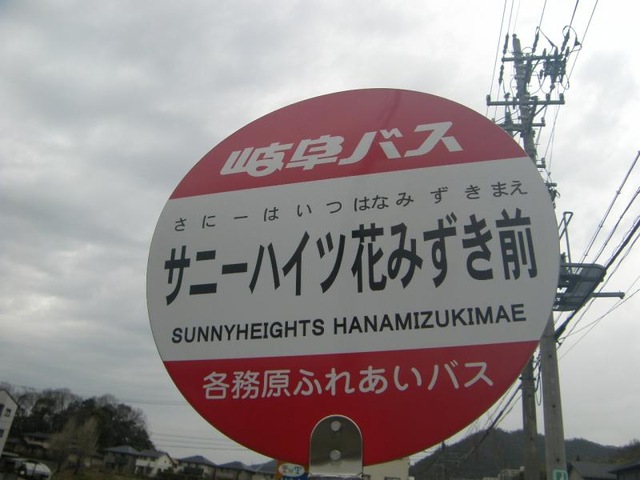 岐阜バス
さにーはいつはなみずきまえ
サニーハイツ花みずき前
SUNNYHEIGHTS HANAMIZUKIMAE
各務原ふれあいバス